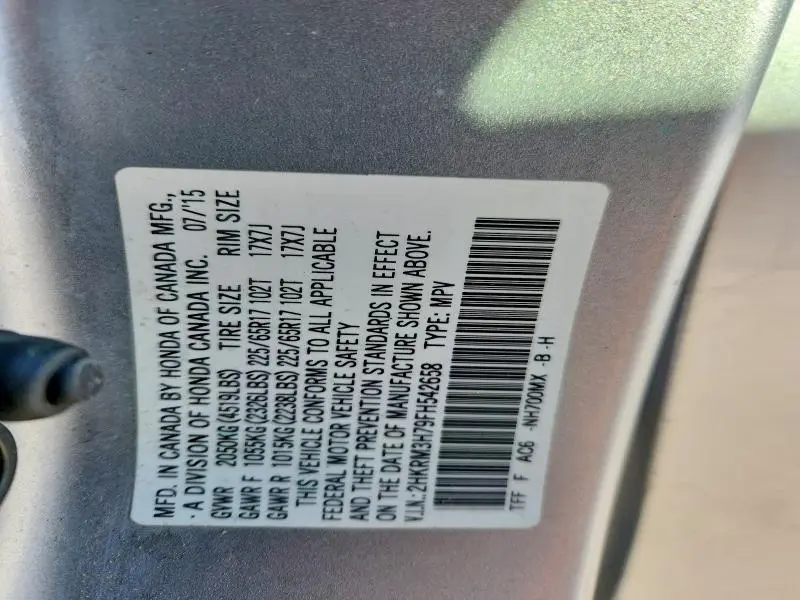 MFD. IN CANADA BY HONDA OF CANADA MFG.,
· A DIVISION OF HONDA CANADA INC. 07/'15
GVWR 2050KG (4519LBS) TIRE SIZE RIM SIZE
GAWR F 1055KG (2326LBS) 225/65R17 102T 17X7J
GAWR R 1015KG (2238LBS) 225/65R17 102T 17X7J
THIS VEHICLE CONFORMS TO ALL APPLICABLE
FEDERAL MOTOR VEHICLE SAFETY
AND THEFT PREVENTION STANDARDS IN EFFECT
ON THE DATE OF MANUFACTURE SHOWN ABOVE.
V.I.N.: 2HKRM3H79FH542658 TYPE: MPV
TFF F AC6 -NH700MX -B -H